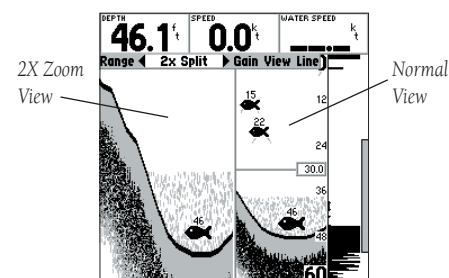 DEPTH SPEED WATER SPEED
46.1 ft 0.0 kt __._ kt
Range ◀ 2x Split ▶ Gain View Line
2X Zoom
View
Normal
View
15
12
22
24
30.0
36
46
46
48
60